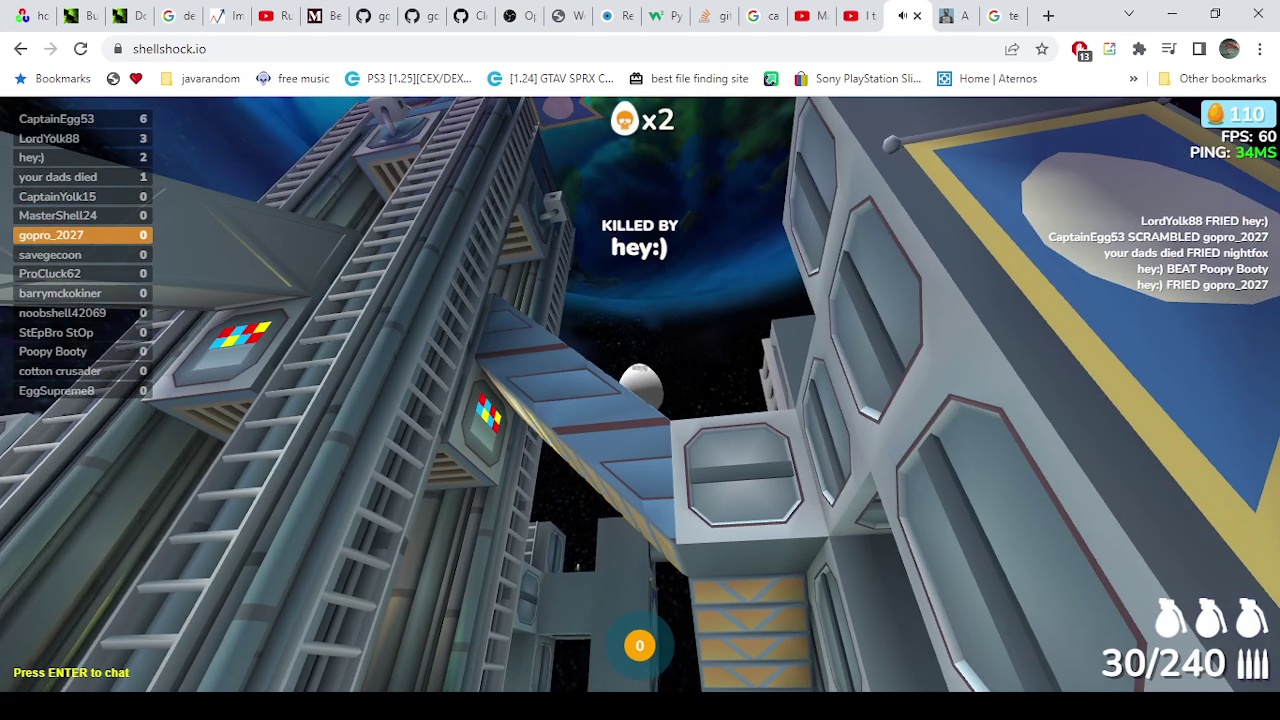 hc
Bu
Do
de
Im
Ru
Be
gc
gc
Cl
Op
W
Re
Py
git
ca
M
I t
A
te
shellshock.io
13
Bookmarks
javarandom
free music
PS3 [1.25][CEX/DEX...
[1.24] GTAV SPRX C...
best file finding site
Sony PlayStation Sli...
Home | Aternos
»
Other bookmarks
CaptainEgg53 6
LordYolk88 3
hey:) 2
your dads died 1
CaptainYolk15 0
MasterShell24 0
gopro_2027 0
savegecoon 0
ProCluck62 0
barrymckokiner 0
noobshell42069 0
StEpBro StOp 0
Poopy Booty 0
cotton crusader 0
EggSupreme8 0
x2
KILLED BY
hey:)
110
FPS: 60
PING: 34MS
LordYolk88 FRIED hey:)
CaptainEgg53 SCRAMBLED gopro_2027
your dads died FRIED nightfox
hey:) BEAT Poopy Booty
hey:) FRIED gopro_2027
0
30/240
Press ENTER to chat